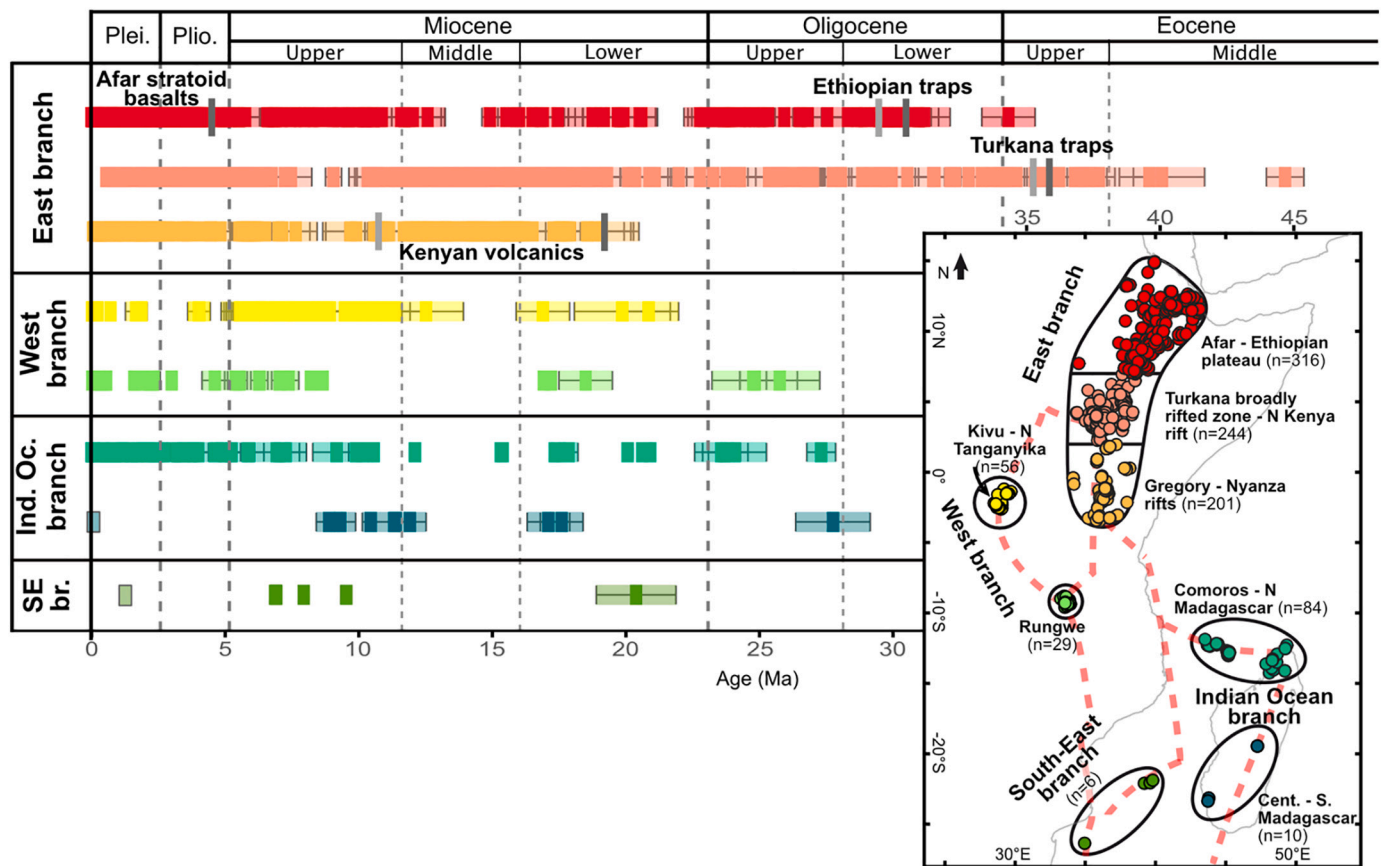 Plei. Plio. Miocene Oligocene Eocene
Upper Middle Lower Upper Lower Upper Middle
East branch
Afar stratoid
basalts
Ethiopian traps
Turkana traps
Kenyan volcanics
West
branch
Ind. Oc.
branch
SE
br.
0 5 10 15 20 25 30 35 40 45
Age (Ma)
N
10°N
0°
-10°S
-20°S
30°E 50°E
East branch
Afar - Ethiopian
plateau (n=316)
Turkana broadly
rifted zone - N Kenya
rift (n=244)
Kivu - N
Tanganyika
(n=56)
Gregory - Nyanza
rifts (n=201)
West branch
Rungwe
(n=29)
Comoros - N
Madagascar (n=84)
Indian Ocean
branch
South-East
branch
(n=6)
Cent. - S.
Madagascar
(n=10)